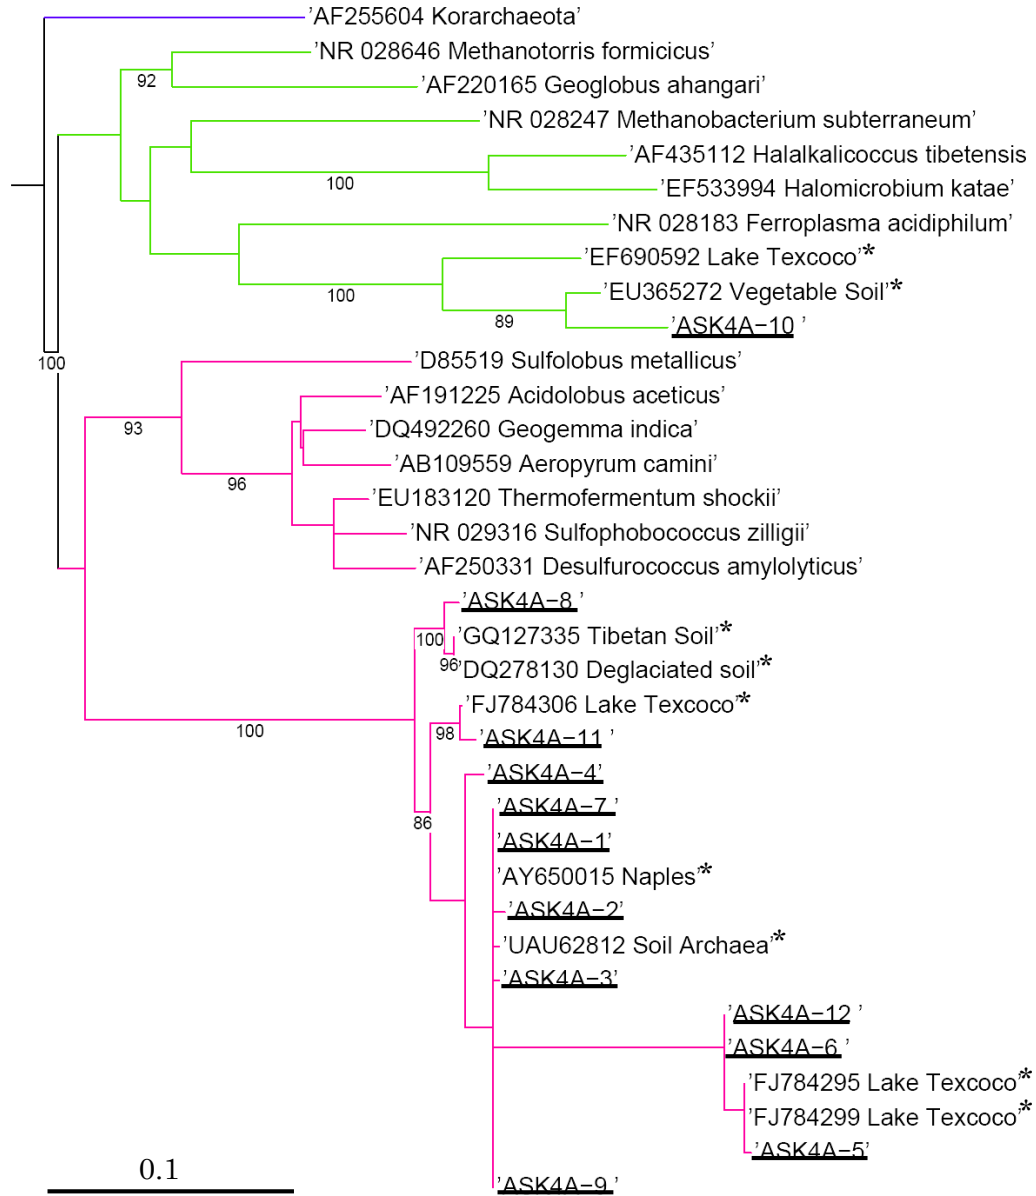 ’AF255604 Korarchaeota’
’NR 028646 Methanotorris formicicus’
92
’AF220165 Geoglobus ahangari’
’NR 028247 Methanobacterium subterraneum’
’AF435112 Halalkalicoccus tibetensis
100
’EF533994 Halomicrobium katae’
’NR 028183 Ferroplasma acidiphilum’
’EF690592 Lake Texcoco’*
100
’EU365272 Vegetable Soil’*
89
’ASK4A−10 ’
100
’D85519 Sulfolobus metallicus’
’AF191225 Acidolobus aceticus’
93
’DQ492260 Geogemma indica’
’AB109559 Aeropyrum camini’
96
’EU183120 Thermofermentum shockii’
’NR 029316 Sulfophobococcus zilligii’
’AF250331 Desulfurococcus amylolyticus’
’ASK4A−8 ’
100
’GQ127335 Tibetan Soil’*
96
’DQ278130 Deglaciated soil’*
’FJ784306 Lake Texcoco’*
100
98
’ASK4A−11 ’
’ASK4A−4’
’ASK4A−7 ’
86
’ASK4A−1’
’AY650015 Naples’*
’ASK4A−2’
’UAU62812 Soil Archaea’*
’ASK4A−3’
’ASK4A−12 ’
’ASK4A−6 ’
’FJ784295 Lake Texcoco’*
’FJ784299 Lake Texcoco’*
’ASK4A−5’
0.1
’ASK4A−9 ’